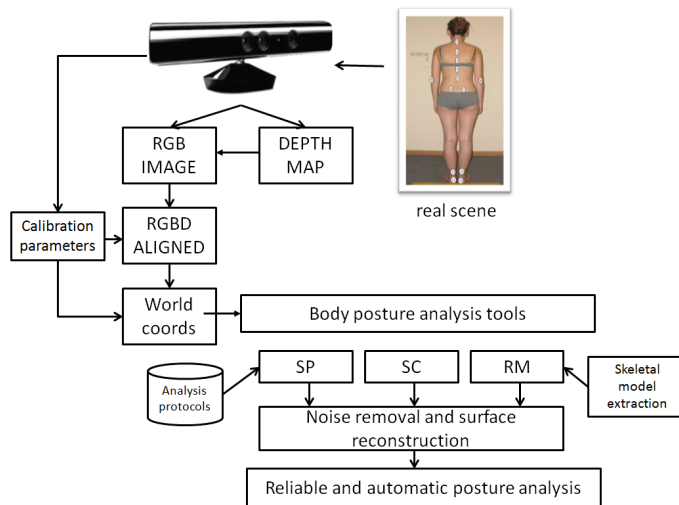 real scene
RGB
IMAGE
DEPTH
MAP
Calibration
parameters
RGBD
ALIGNED
World
coords
Body posture analysis tools
Analysis
protocols
SP
SC
RM
Skeletal
model
extraction
Noise removal and surface
reconstruction
Reliable and automatic posture analysis